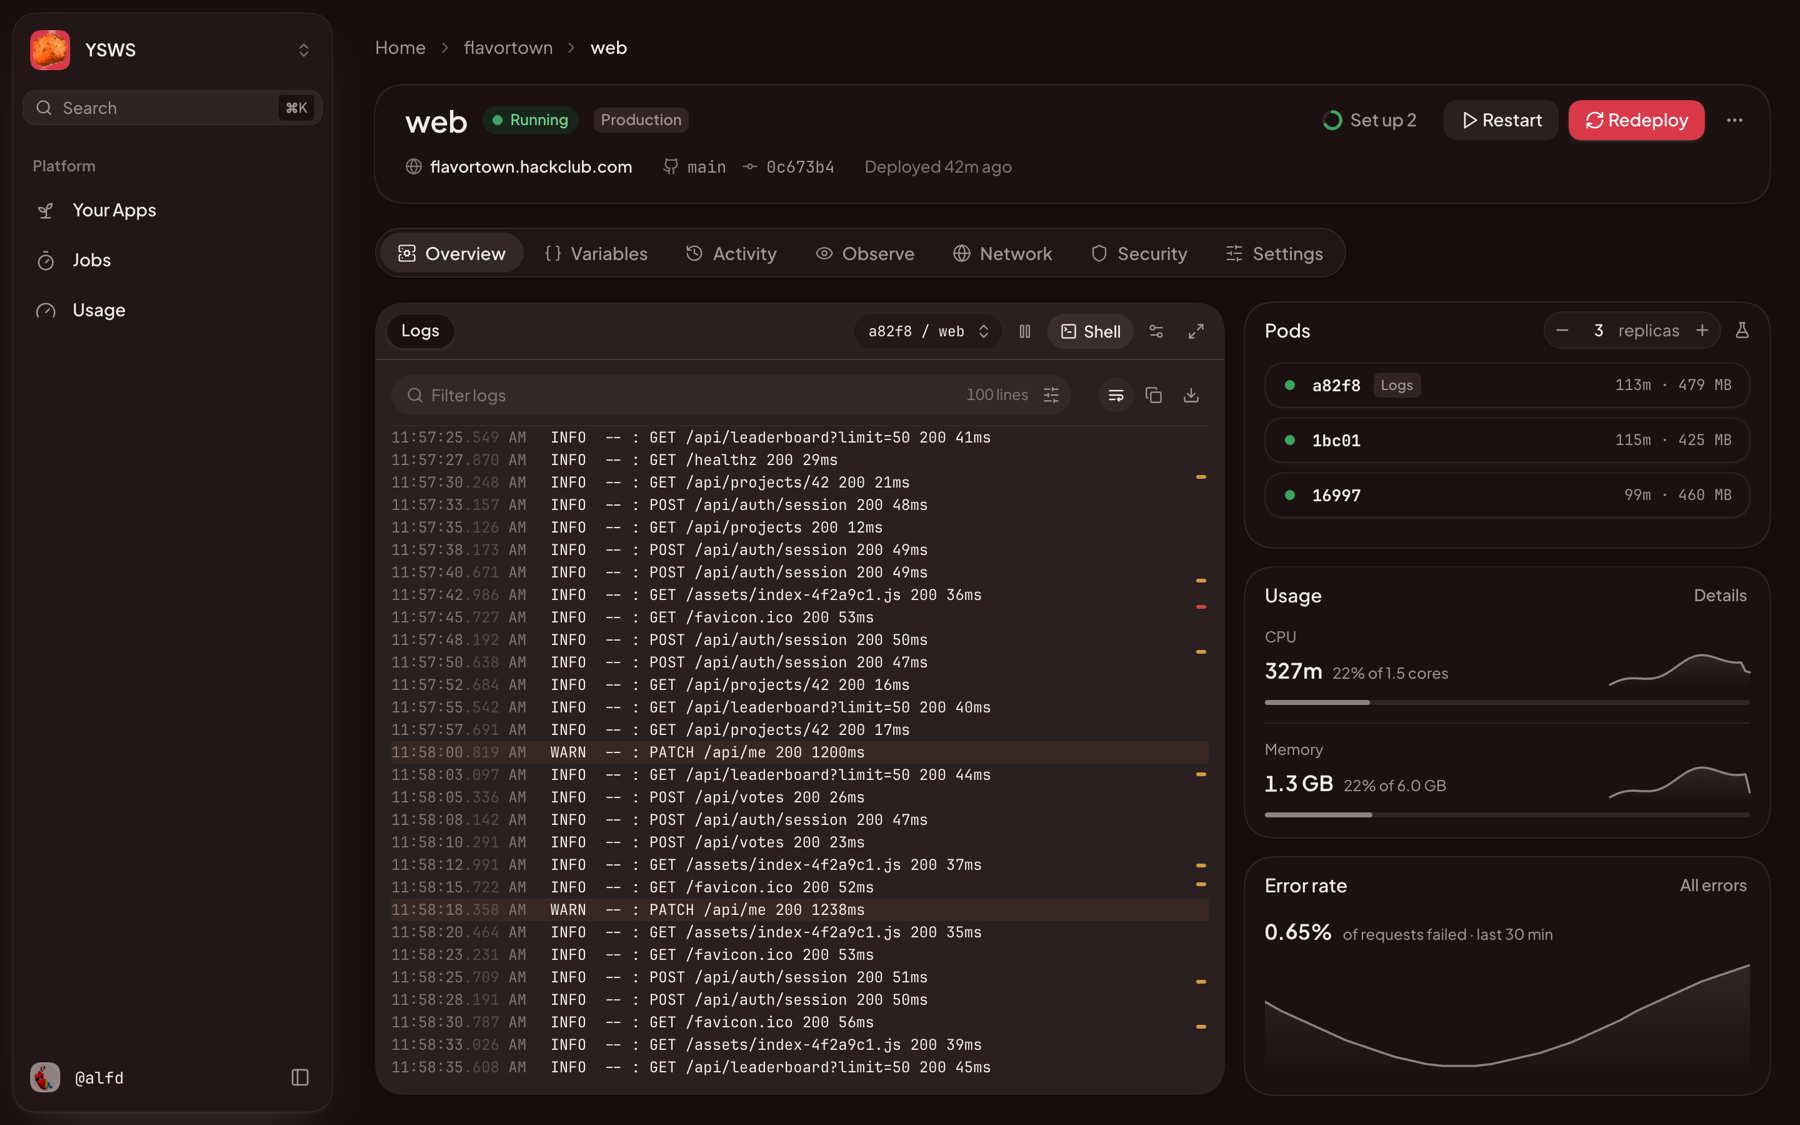 YSWS
Search ⌘K
Platform
Your Apps
Jobs
Usage
@alfd
Home > flavortown > web
web Running Production
Set up 2 Restart Redeploy ···
flavortown.hackclub.com main 0c673b4 Deployed 42m ago
Overview {} Variables Activity Observe Network Security Settings
Logs a82f8 / web Shell
Filter logs 100 lines
11:57:25.549 AM INFO -- : GET /api/leaderboard?limit=50 200 41ms
11:57:27.870 AM INFO -- : GET /healthz 200 29ms
11:57:30.248 AM INFO -- : GET /api/projects/42 200 21ms
11:57:33.157 AM INFO -- : POST /api/auth/session 200 48ms
11:57:35.126 AM INFO -- : GET /api/projects 200 12ms
11:57:38.173 AM INFO -- : POST /api/auth/session 200 49ms
11:57:40.671 AM INFO -- : POST /api/auth/session 200 49ms
11:57:42.986 AM INFO -- : GET /assets/index-4f2a9c1.js 200 36ms
11:57:45.727 AM INFO -- : GET /favicon.ico 200 53ms
11:57:48.192 AM INFO -- : POST /api/auth/session 200 50ms
11:57:50.638 AM INFO -- : POST /api/auth/session 200 47ms
11:57:52.684 AM INFO -- : GET /api/projects/42 200 16ms
11:57:55.542 AM INFO -- : GET /api/leaderboard?limit=50 200 40ms
11:57:57.691 AM INFO -- : GET /api/projects/42 200 17ms
11:58:00.819 AM WARN -- : PATCH /api/me 200 1200ms
11:58:03.097 AM INFO -- : GET /api/leaderboard?limit=50 200 44ms
11:58:05.336 AM INFO -- : POST /api/votes 200 26ms
11:58:08.142 AM INFO -- : POST /api/auth/session 200 47ms
11:58:10.291 AM INFO -- : POST /api/votes 200 23ms
11:58:12.991 AM INFO -- : GET /assets/index-4f2a9c1.js 200 37ms
11:58:15.722 AM INFO -- : GET /favicon.ico 200 52ms
11:58:18.358 AM WARN -- : PATCH /api/me 200 1238ms
11:58:20.464 AM INFO -- : GET /assets/index-4f2a9c1.js 200 35ms
11:58:23.231 AM INFO -- : GET /favicon.ico 200 53ms
11:58:25.709 AM INFO -- : POST /api/auth/session 200 51ms
11:58:28.191 AM INFO -- : POST /api/auth/session 200 50ms
11:58:30.787 AM INFO -- : GET /favicon.ico 200 56ms
11:58:33.026 AM INFO -- : GET /assets/index-4f2a9c1.js 200 39ms
11:58:35.608 AM INFO -- : GET /api/leaderboard?limit=50 200 45ms
Pods − 3 replicas +
a82f8 Logs 113m · 479 MB
1bc01 115m · 425 MB
16997 99m · 460 MB
Usage Details
CPU
327m 22% of 1.5 cores
Memory
1.3 GB 22% of 6.0 GB
Error rate All errors
0.65% of requests failed · last 30 min